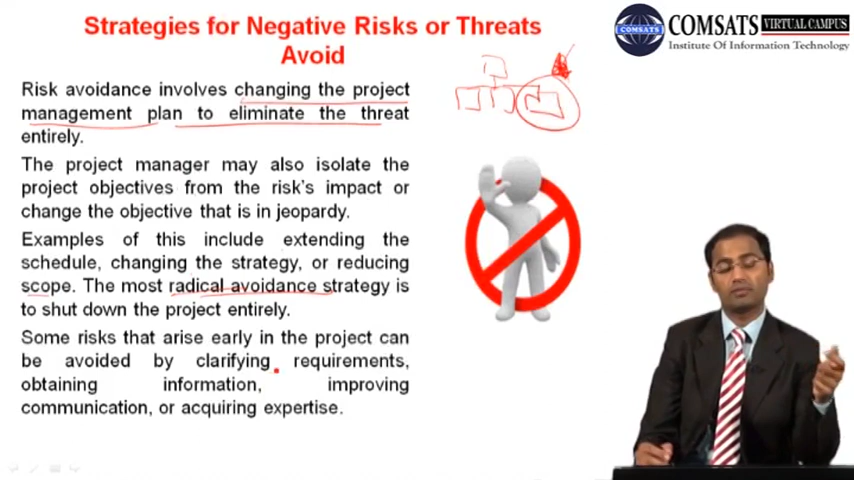 Strategies for Negative Risks or Threats
Avoid
COMSATS VIRTUAL CAMPUS
Institute Of Information Technology
COMSATS
Risk avoidance involves changing the project
management plan to eliminate the threat
entirely.
The project manager may also isolate the
project objectives from the risk's impact or
change the objective that is in jeopardy.
Examples of this include extending the
schedule, changing the strategy, or reducing
scope. The most radical avoidance strategy is
to shut down the project entirely.
Some risks that arise early in the project can
be avoided by clarifying requirements,
obtaining information, improving
communication, or acquiring expertise.